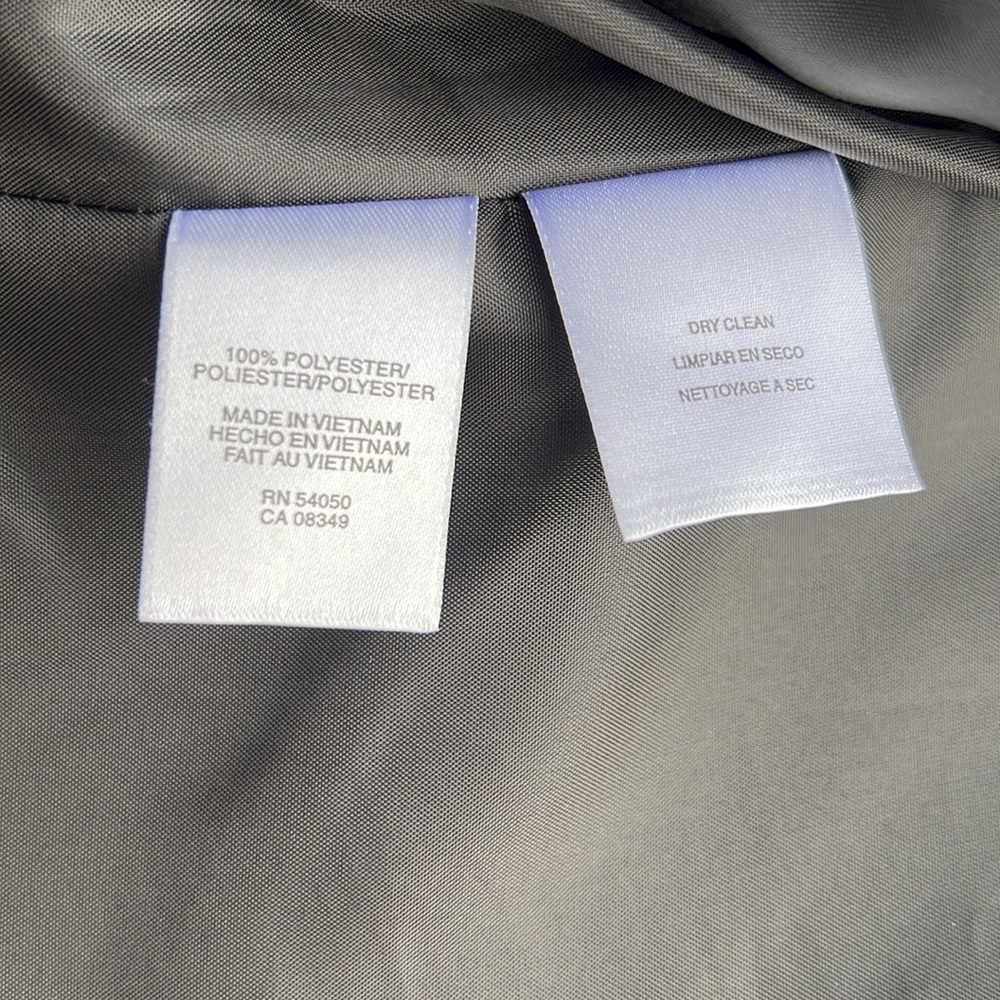 100% POLYESTER/
POLIESTER/POLYESTER
MADE IN VIETNAM
HECHO EN VIETNAM
FAIT AU VIETNAM
RN 54050
CA 08349
DRY CLEAN
LIMPIAR EN SECO
NETTOYAGE A SEC